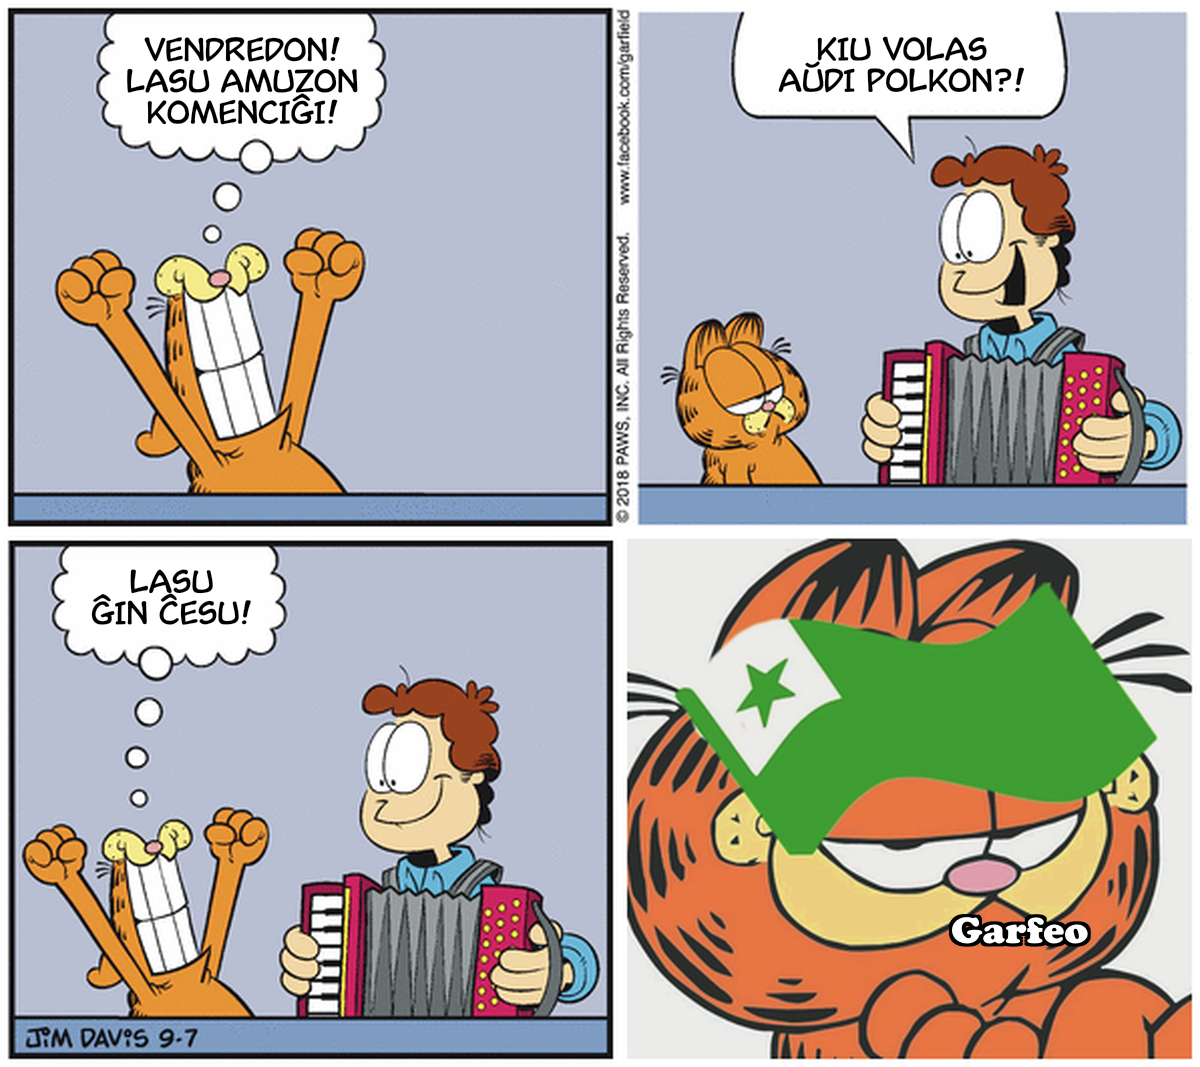 VENDREDON!
LASU AMUZON
KOMENCIĜI!
© 2018 PAWS, INC. All Rights Reserved. www.facebook.com/garfield
KIU VOLAS
AŬDI POLKON?!
LASU
ĜIN ĈESU!
JiM DAViS 9-7
Garfeo